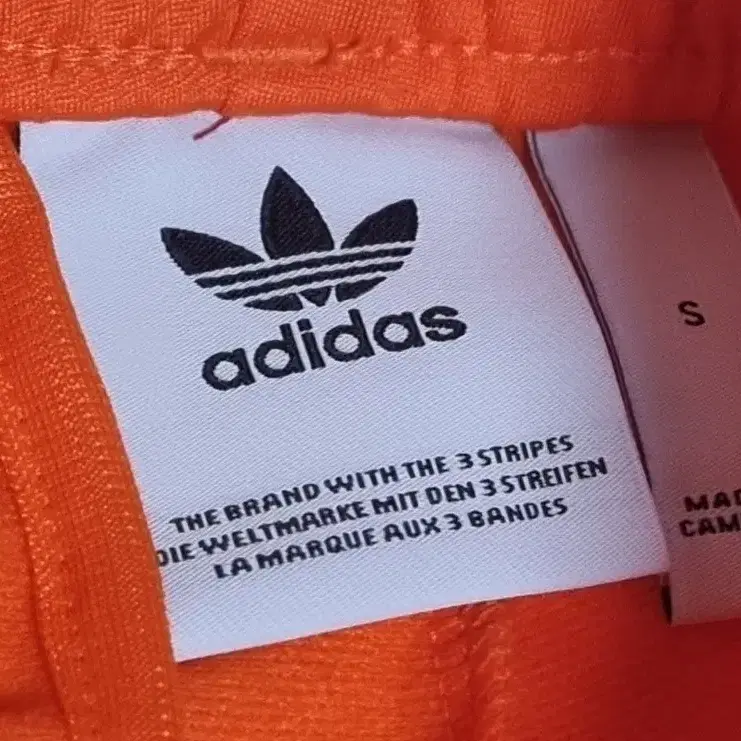 adidas
THE BRAND WITH THE 3 STRIPES
DIE WELTMARKE MIT DEN 3 STREIFEN
LA MARQUE AUX 3 BANDES
S